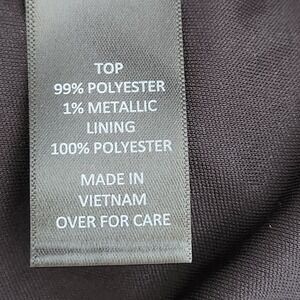 TOP
99% POLYESTER
1% METALLIC
LINING
100% POLYESTER
MADE IN
VIETNAM
OVER FOR CARE